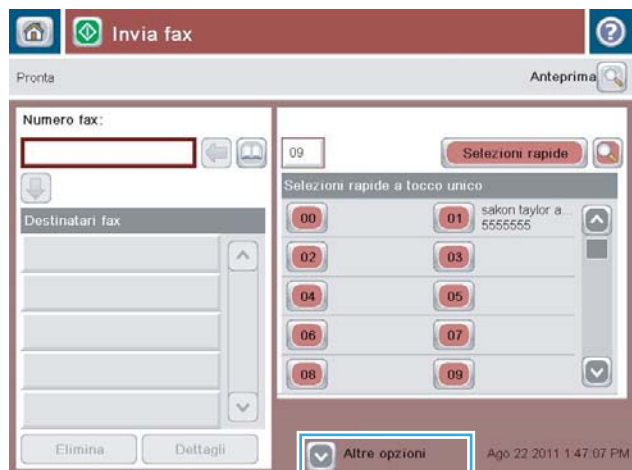 Invia fax
Pronta
Anteprima
Numero fax:
09
Selezioni rapide
Selezioni rapide a tocco unico
Destinatari fax
00
01 sakon taylor a...
5555555
02
03
04
05
06
07
08
09
Elimina
Dettagli
Altre opzioni
Ago 22 2011 1:47:07 PM